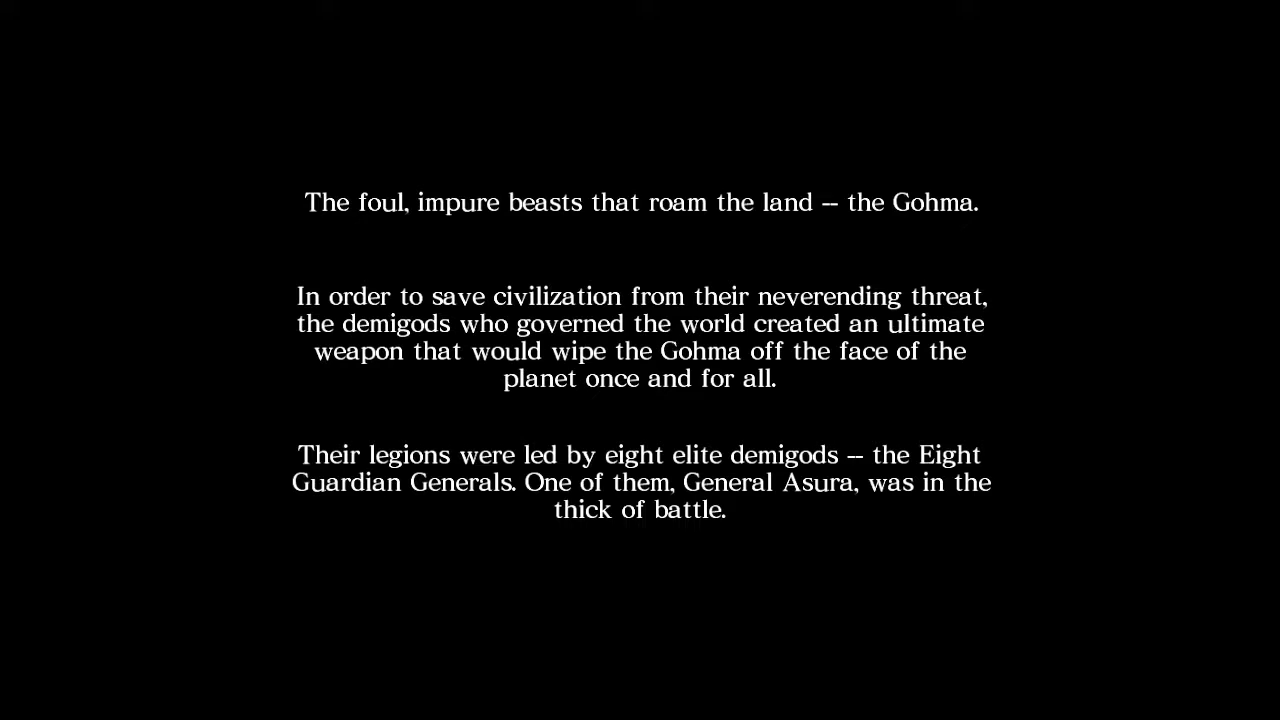 The foul, impure beasts that roam the land -- the Gohma.
In order to save civilization from their neverending threat,
the demigods who governed the world created an ultimate
weapon that would wipe the Gohma off the face of the
planet once and for all.
Their legions were led by eight elite demigods -- the Eight
Guardian Generals. One of them, General Asura, was in the
thick of battle.